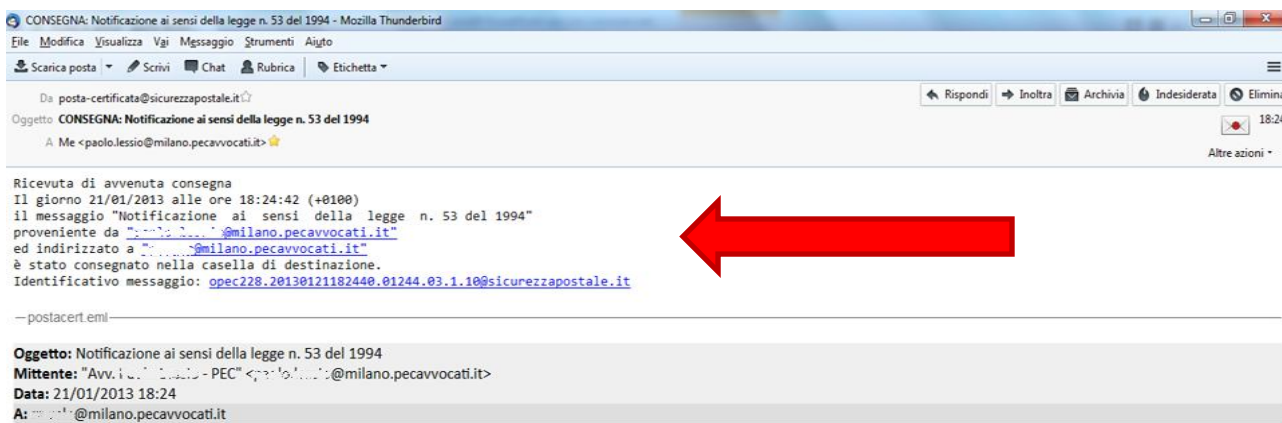 CONSEGNA: Notificazione ai sensi della legge n. 53 del 1994 - Mozilla Thunderbird
File Modifica Visualizza Vai Messaggio Strumenti Aiuto
Scarica posta Scrivi Chat Rubrica Etichetta
Da posta-certificata@sicurezzapostale.it
Rispondi Inoltra Archivia Indesiderata Elimina
Oggetto CONSEGNA: Notificazione ai sensi della legge n. 53 del 1994
18:24
A Me <paolo.lessio@milano.pecavvocati.it>
Altre azioni
Ricevuta di avvenuta consegna
Il giorno 21/01/2013 alle ore 18:24:42 (+0100)
il messaggio "Notificazione ai sensi della legge n. 53 del 1994"
proveniente da "@milano.pecavvocati.it"
ed indirizzato a "@milano.pecavvocati.it"
è stato consegnato nella casella di destinazione.
Identificativo messaggio: opec228.20130121182440.01244.03.1.10@sicurezzapostale.it
postacert.eml
Oggetto: Notificazione ai sensi della legge n. 53 del 1994
Mittente: "Avv. - PEC" <@milano.pecavvocati.it>
Data: 21/01/2013 18:24
A: @milano.pecavvocati.it